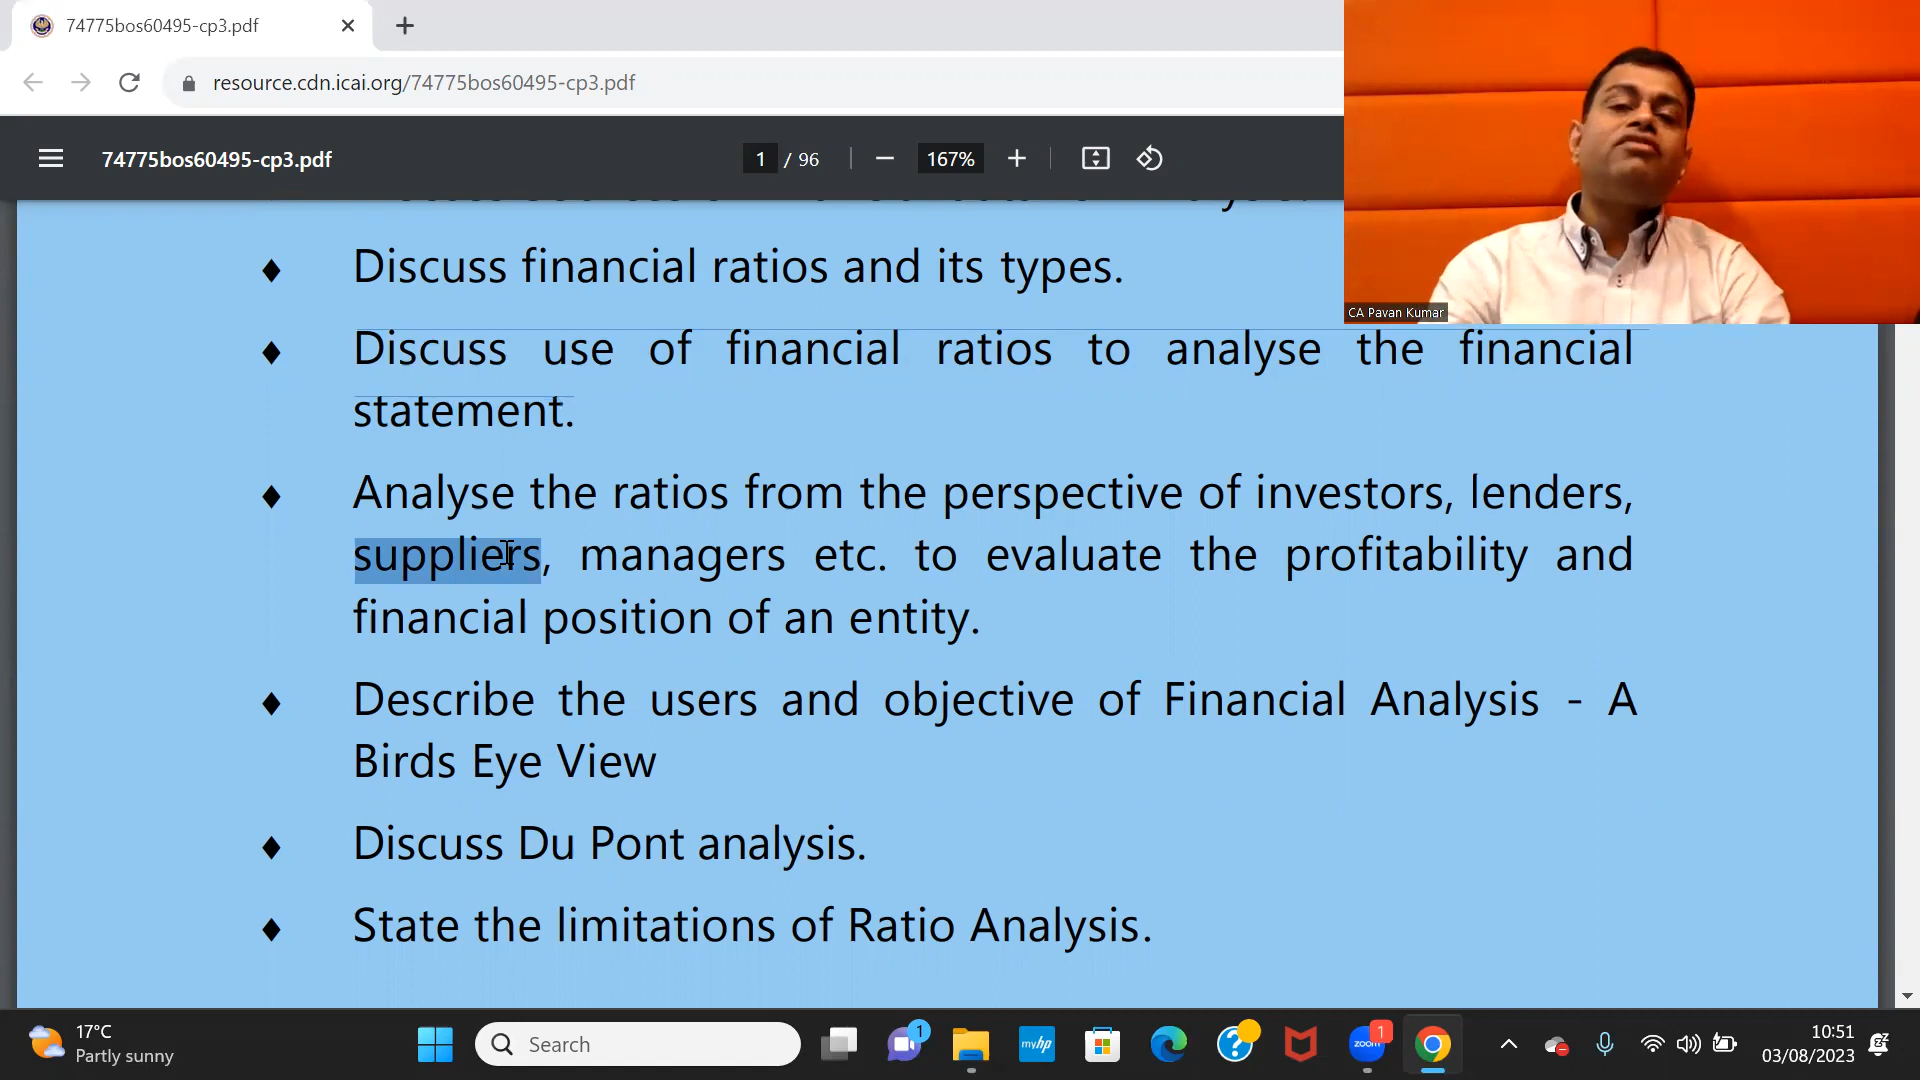 74775bos60495-cp3.pdf
resource.cdn.icai.org/74775bos60495-cp3.pdf
74775bos60495-cp3.pdf
1 / 96
167%
CA Pavan Kumar
♦ Discuss financial ratios and its types.
♦ Discuss use of financial ratios to analyse the financial
statement.
♦ Analyse the ratios from the perspective of investors, lenders,
suppliers, managers etc. to evaluate the profitability and
financial position of an entity.
♦ Describe the users and objective of Financial Analysis - A
Birds Eye View
♦ Discuss Du Pont analysis.
♦ State the limitations of Ratio Analysis.
17°C
Partly sunny
Search
1
myhp
zoom
1
10:51
03/08/2023